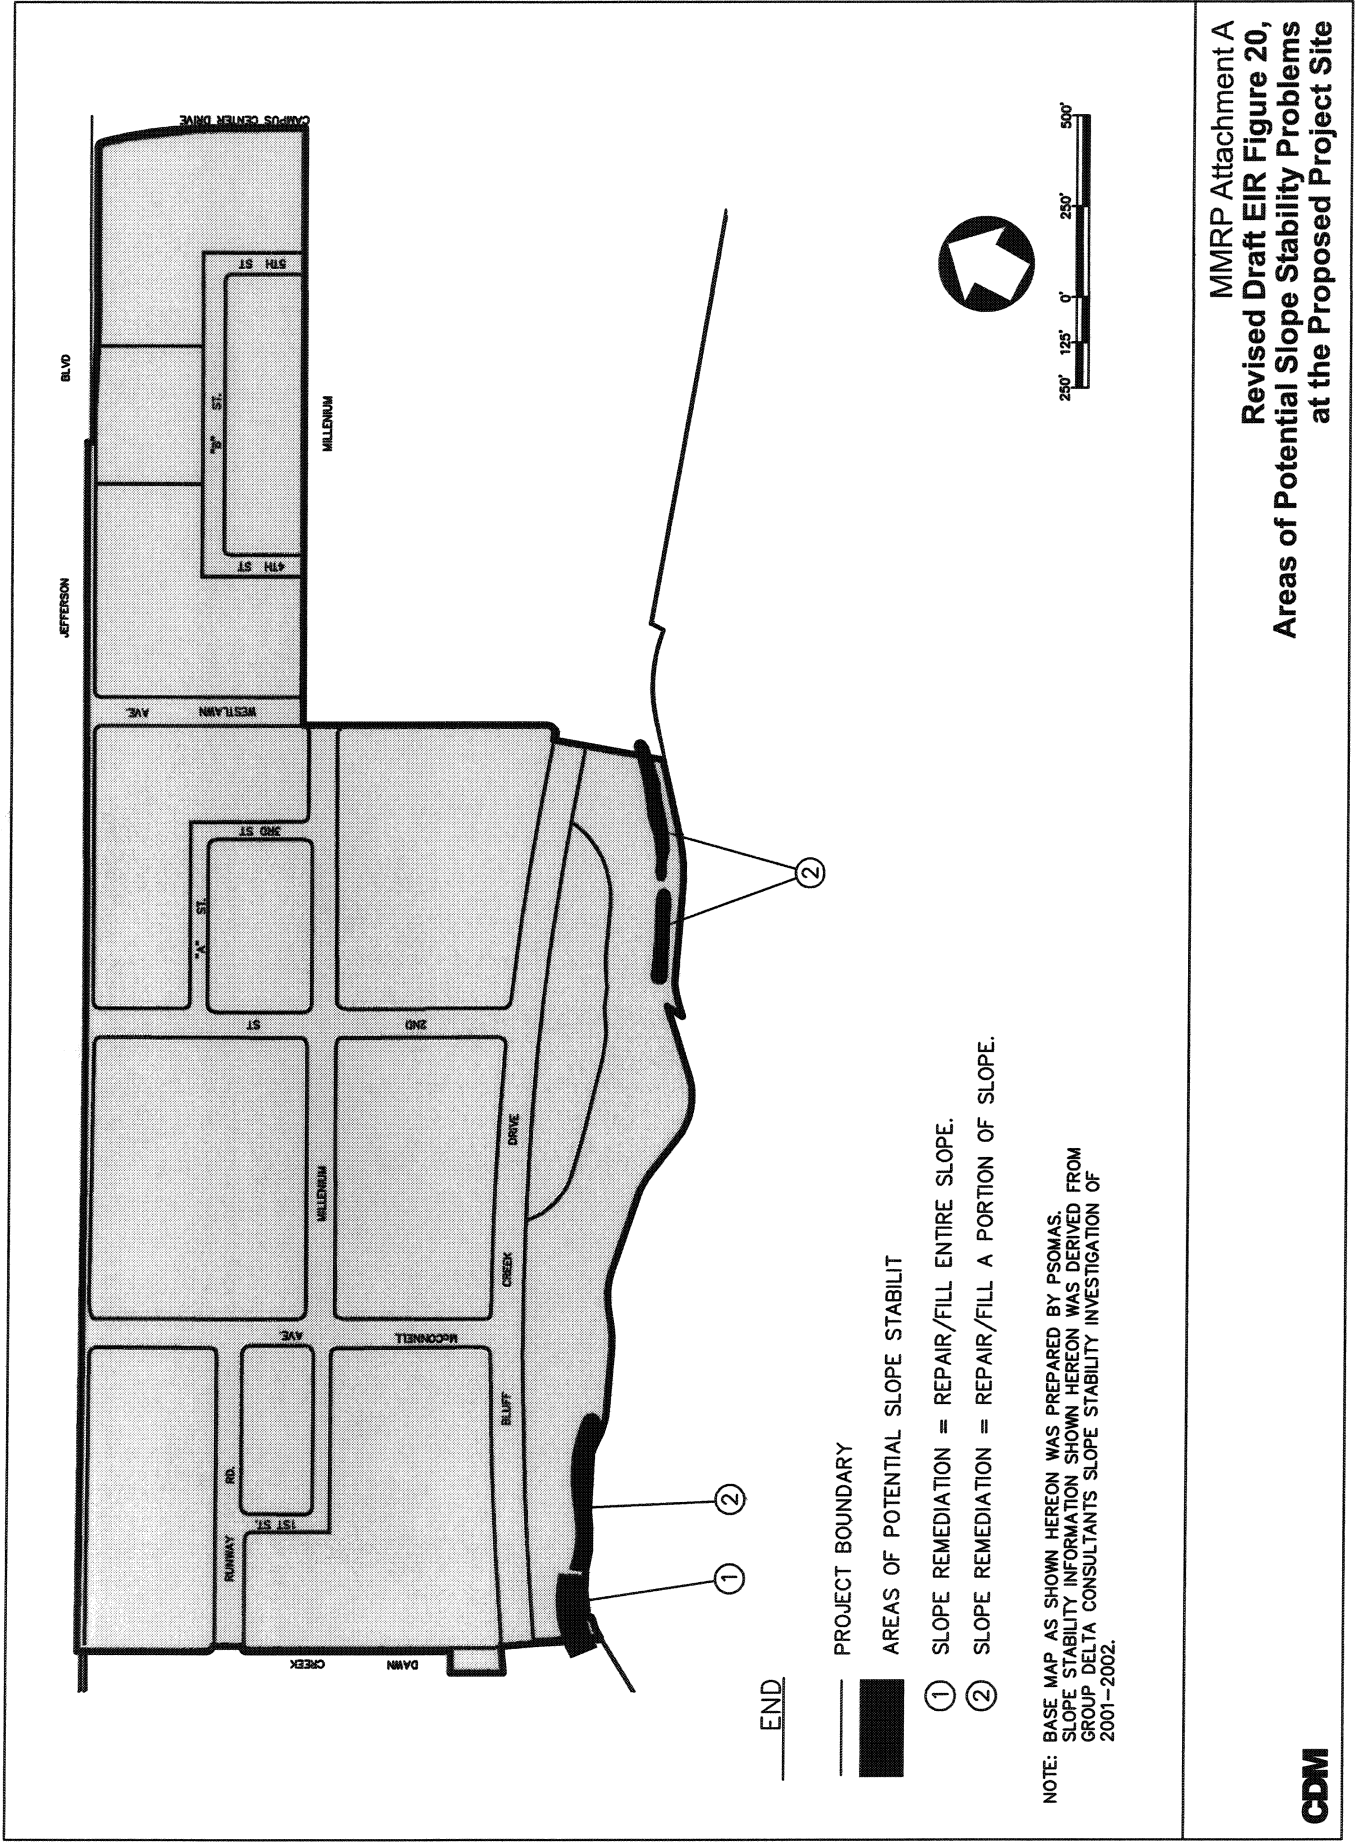 JEFFERSON
BLVD
CAMPUS CENTER DRIVE
5TH ST
"B" ST.
4TH ST
MILLENIUM
WESTLAWN AVE.
3RD ST
"A" ST.
2ND ST
MILLENIUM
McCONNELL AVE.
RUNWAY RD.
1ST ST.
BLUFF CREEK DRIVE
DAWN CREEK
2
2
1
END
PROJECT BOUNDARY
AREAS OF POTENTIAL SLOPE STABILIT
1 SLOPE REMEDIATION = REPAIR/FILL ENTIRE SLOPE.
2 SLOPE REMEDIATION = REPAIR/FILL A PORTION OF SLOPE.
NOTE: BASE MAP AS SHOWN HEREON WAS PREPARED BY PSOMAS.
SLOPE STABILITY INFORMATION SHOWN HEREON WAS DERIVED FROM
GROUP DELTA CONSULTANTS SLOPE STABILITY INVESTIGATION OF
2001-2002.
250' 125' 0' 250' 500'
CDM
MMRP Attachment A
Revised Draft EIR Figure 20,
Areas of Potential Slope Stability Problems
at the Proposed Project Site